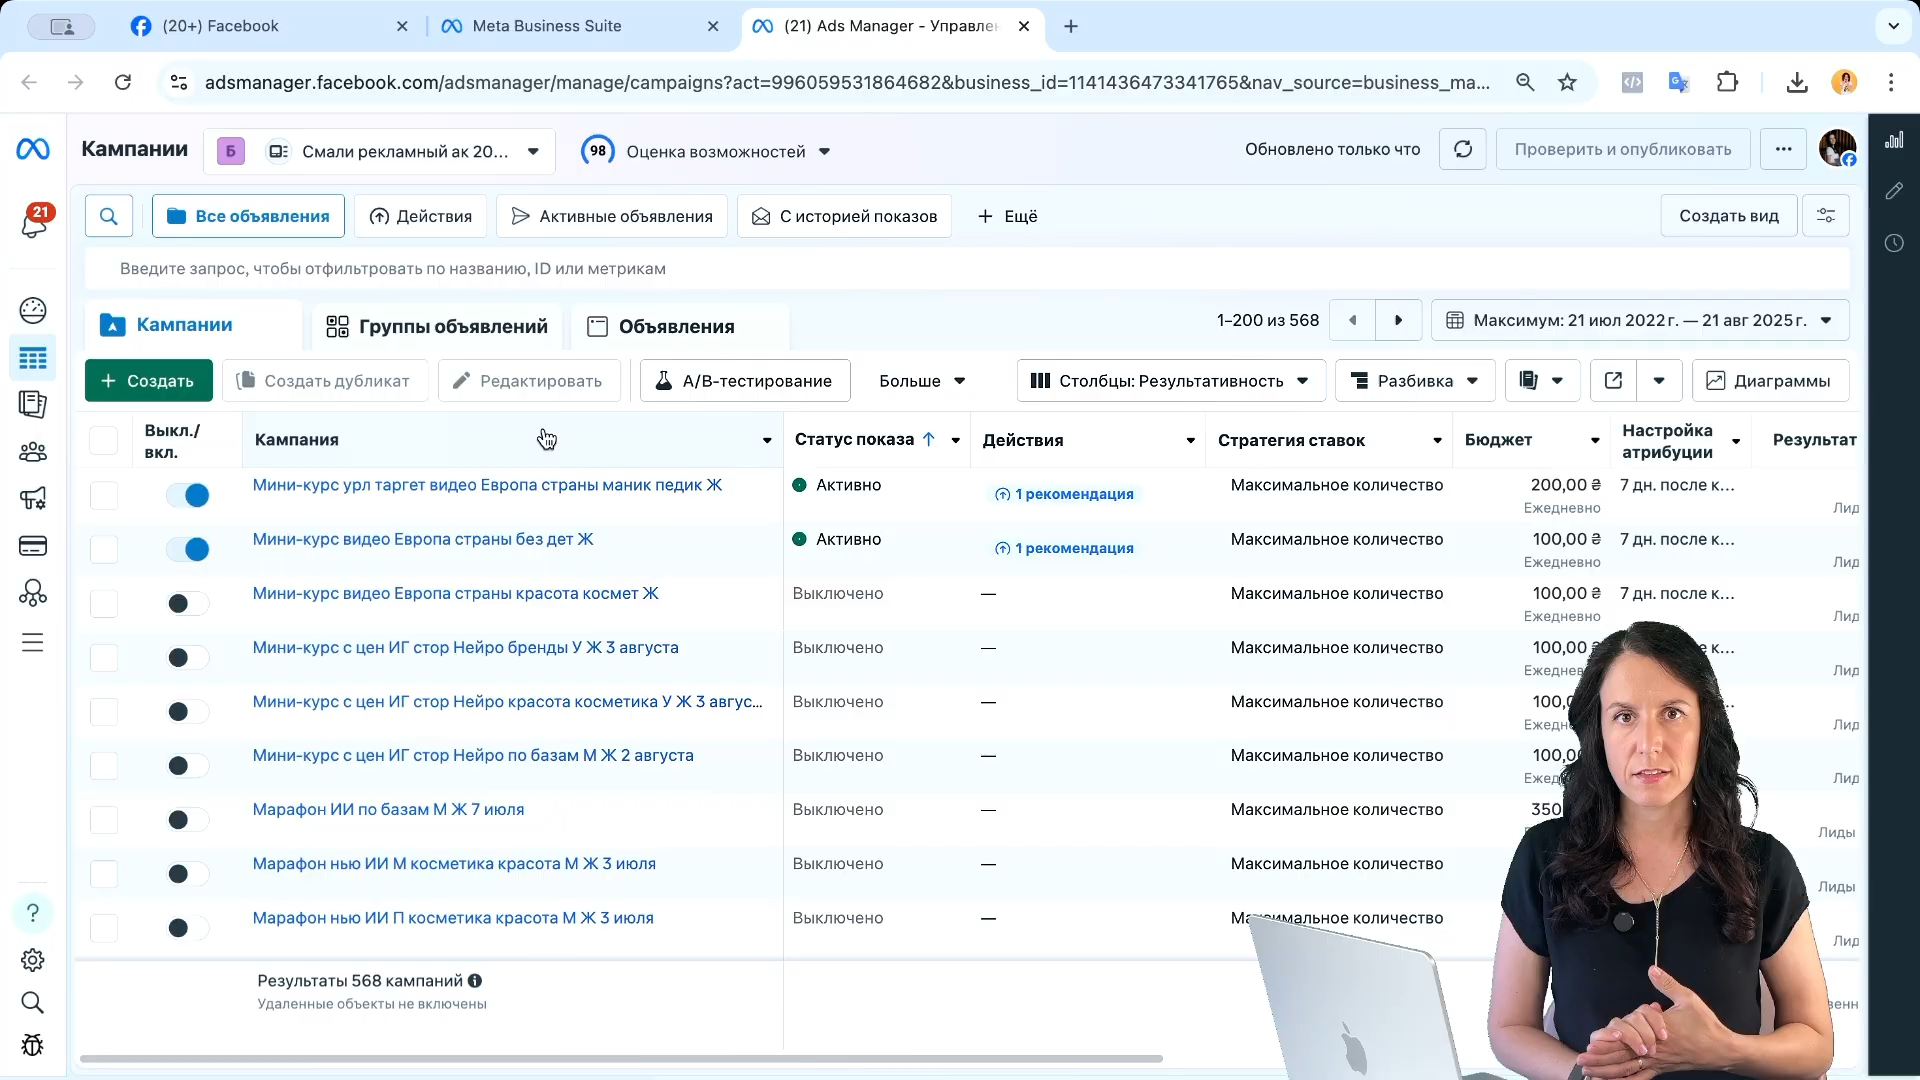 (20+) Facebook
Meta Business Suite
(21) Ads Manager - Управлен
adsmanager.facebook.com/adsmanager/manage/campaigns?act=996059531864682&business_id=1141436473341765&nav_source=business_ma...
Кампании
Б
Смали рекламный ак 20...
98
Оценка возможностей
Обновлено только что
Проверить и опубликовать
21
Все объявления
Действия
Активные объявления
С историей показов
+ Ещё
Создать вид
Введите запрос, чтобы отфильтровать по названию, ID или метрикам
Кампании
Группы объявлений
Объявления
1–200 из 568
Максимум: 21 июл 2022 г. — 21 авг 2025 г.
+ Создать
Создать дубликат
Редактировать
A/B-тестирование
Больше
Столбцы: Результативность
Разбивка
Диаграммы
Выкл./
вкл.
Кампания
Статус показа ↑
Действия
Стратегия ставок
Бюджет
Настройка
атрибуции
Результат
Мини-курс урл таргет видео Европа страны маник педик Ж
Активно
1 рекомендация
Максимальное количество
200,00 ₴
Ежедневно
7 дн. после к...
Лид
Мини-курс видео Европа страны без дет Ж
Активно
1 рекомендация
Максимальное количество
100,00 ₴
Ежедневно
7 дн. после к...
Лид
Мини-курс видео Европа страны красота космет Ж
Выключено
—
Максимальное количество
100,00 ₴
Ежедневно
7 дн. после к...
Лид
Мини-курс с цен ИГ стор Нейро бренды У Ж 3 августа
Выключено
—
Максимальное количество
100,00
Ежедне
е к...
Лид
Мини-курс с цен ИГ стор Нейро красота косметика У Ж 3 авгус...
Выключено
—
Максимальное количество
100,0
Ежедн
Лид
Мини-курс с цен ИГ стор Нейро по базам М Ж 2 августа
Выключено
—
Максимальное количество
100,0
Ежед
Лид
Марафон ИИ по базам М Ж 7 июля
Выключено
—
Максимальное количество
350
Лиды
Марафон нью ИИ М косметика красота М Ж 3 июля
Выключено
—
Максимальное количество
Лиды
Марафон нью ИИ П косметика красота М Ж 3 июля
Выключено
—
Максимальное количество
Лид
Результаты 568 кампаний
Удаленные объекты не включены
венн